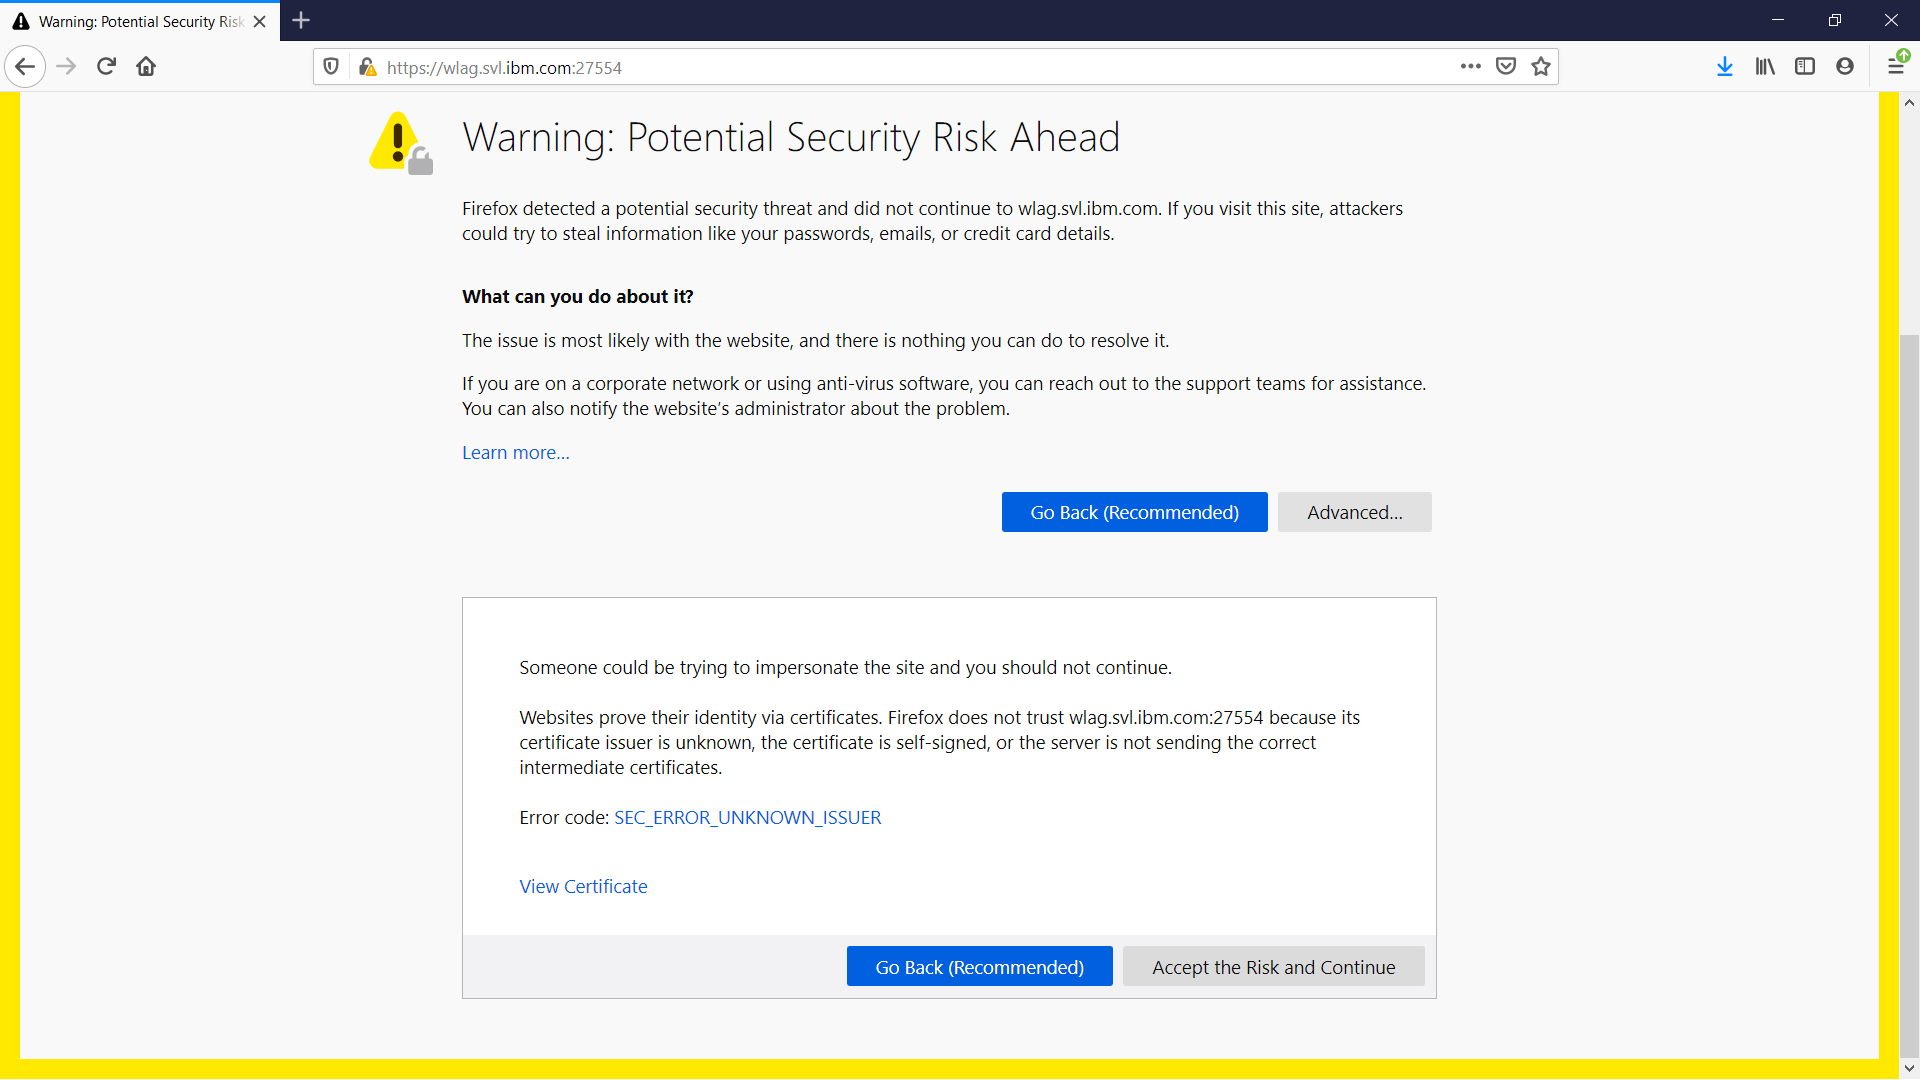 Warning: Potential Security Risk
https://wlag.svl.ibm.com:27554
Warning: Potential Security Risk Ahead
Firefox detected a potential security threat and did not continue to wlag.svl.ibm.com. If you visit this site, attackers
could try to steal information like your passwords, emails, or credit card details.
What can you do about it?
The issue is most likely with the website, and there is nothing you can do to resolve it.
If you are on a corporate network or using anti-virus software, you can reach out to the support teams for assistance.
You can also notify the website’s administrator about the problem.
Learn more…
Go Back (Recommended)
Advanced…
Someone could be trying to impersonate the site and you should not continue.
Websites prove their identity via certificates. Firefox does not trust wlag.svl.ibm.com:27554 because its
certificate issuer is unknown, the certificate is self-signed, or the server is not sending the correct
intermediate certificates.
Error code: SEC_ERROR_UNKNOWN_ISSUER
View Certificate
Go Back (Recommended)
Accept the Risk and Continue